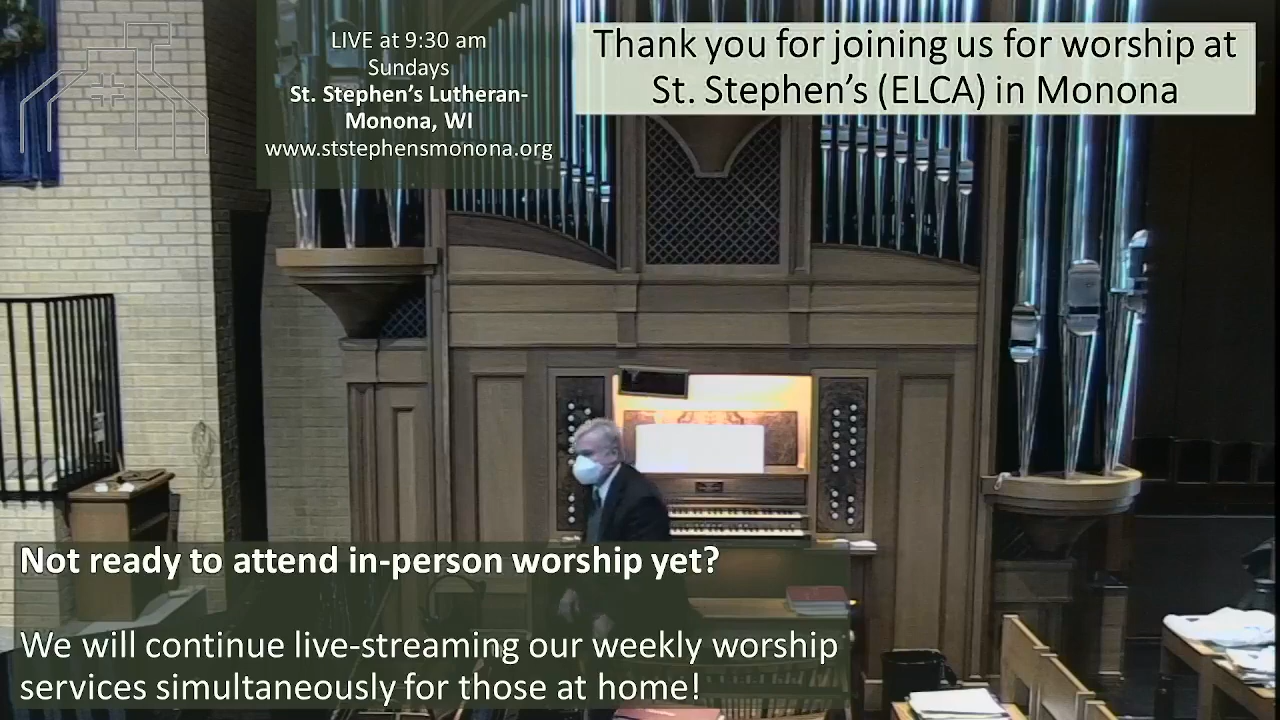 LIVE at 9:30 am
Sundays
St. Stephen's Lutheran-
Monona, WI
www.ststephensmonona.org
Thank you for joining us for worship at
St. Stephen's (ELCA) in Monona
Not ready to attend in-person worship yet?
We will continue live-streaming our weekly worship
services simultaneously for those at home!